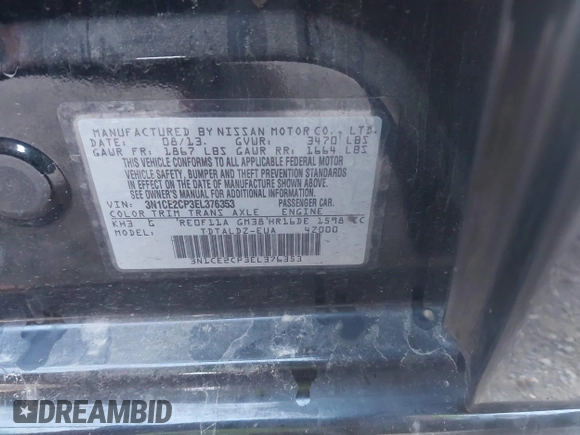 MANUFACTURED BY NISSAN MOTOR CO., LTD.
DATE: 08/13. GVWR: 3470 LBS
GAWR FR: 1867 LBS GAWR RR: 1664 LBS
THIS VEHICLE CONFORMS TO ALL APPLICABLE FEDERAL MOTOR
VEHICLE SAFETY, BUMPER AND THEFT PREVENTION STANDARDS
IN EFFECT ON THE DATE OF MANUFACTURE SHOWN ABOVE.
SEE OWNER'S MANUAL FOR ADDITIONAL INFORMATION.
VIN: 3N1CE2CP3EL376353 PASSENGER CAR.
COLOR TRIM TRANS AXLE ENGINE
KH3 G RE0F11A GM38 HR16DE 1598 CC
MODEL: TDTALDZ-EUA 4Z000
3N1CE2CP3EL376353
DREAMBID